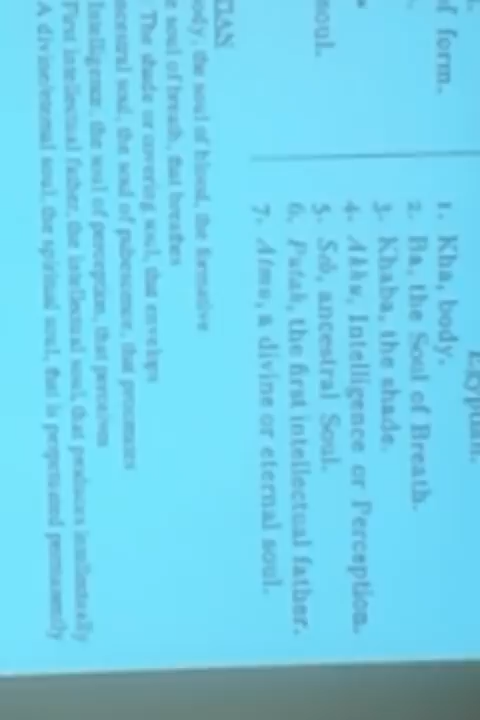 of form.
soul.
Egyptian.
1. Kha, body.
2. Ba, the Soul of Breath.
3. Khaba, the shade.
4. Akhu, Intelligence or Perception.
5. Seb, ancestral Soul.
6. Putah, the first intellectual father.
7. Atmu, a divine or eternal soul.
TIAN
body, the soul of blood, the formative
e soul of breath, that breathes
The shade or covering soul, that envelops
ancestral soul, the soul of pubescence, that procreates
Intelligence, the soul of perception, that perceives
First intellectual father, the intellectual soul, that produces intellectually
A divine/eternal soul, the spiritual soul, that is perpetuated permanently